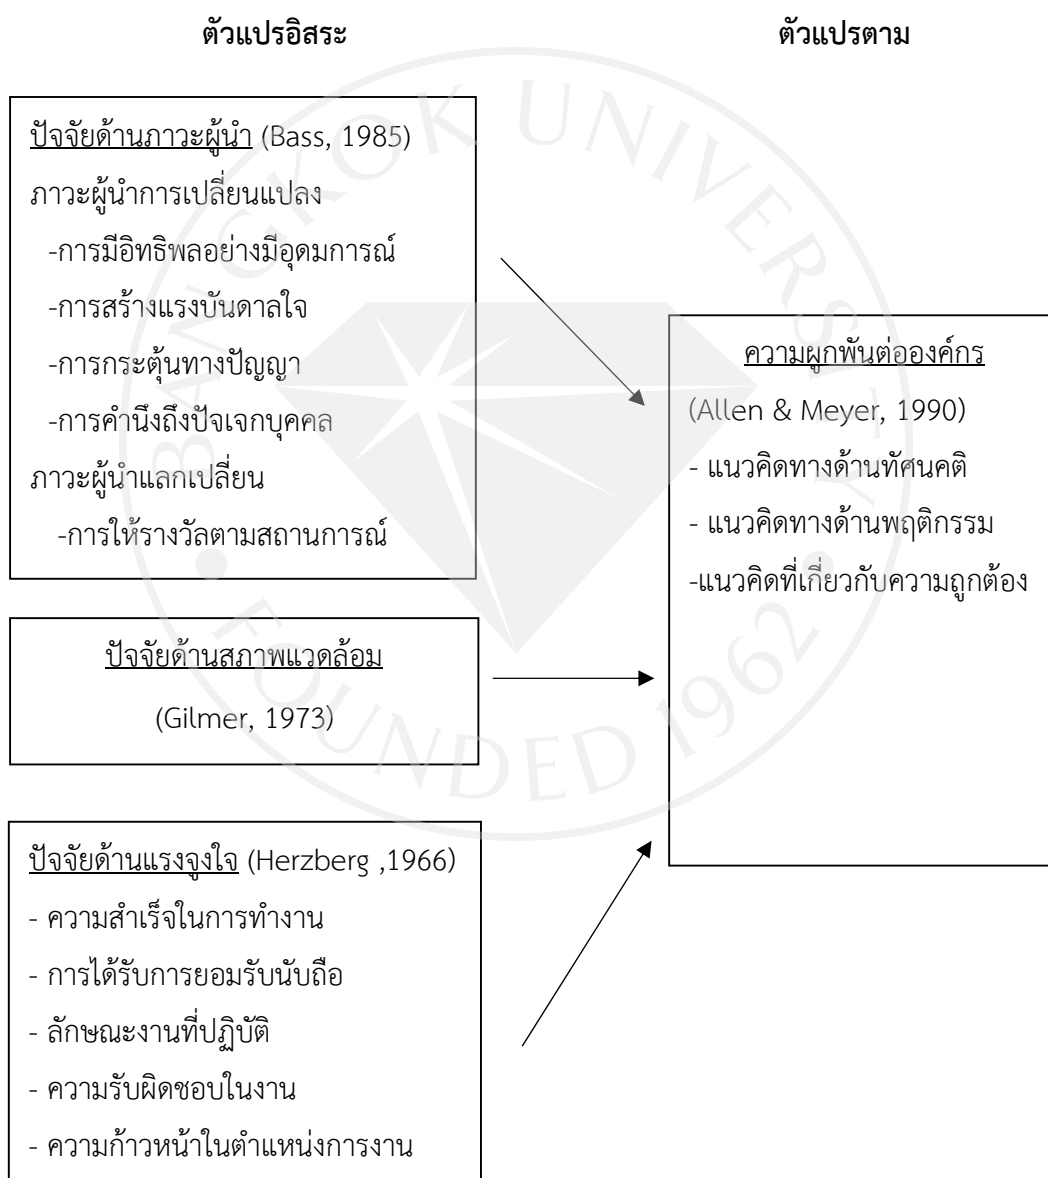 ตัวแปรอิสระ
ตัวแปรตาม
ปัจจัยด้านภาวะผู้นำ (Bass, 1985)
ภาวะผู้นำการเปลี่ยนแปลง
-การมีอิทธิพลอย่างมีอุดมการณ์
-การสร้างแรงบันดาลใจ
-การกระตุ้นทางปัญญา
-การคำนึงถึงปัจเจกบุคคล
ภาวะผู้นำแลกเปลี่ยน
-การให้รางวัลตามสถานการณ์
ปัจจัยด้านสภาพแวดล้อม
(Gilmer, 1973)
ปัจจัยด้านแรงจูงใจ (Herzberg ,1966)
- ความสำเร็จในการทำงาน
- การได้รับการยอมรับนับถือ
- ลักษณะงานที่ปฏิบัติ
- ความรับผิดชอบในงาน
- ความก้าวหน้าในตำแหน่งการงาน
ความผูกพันต่อองค์กร
(Allen & Meyer, 1990)
- แนวคิดทางด้านทัศนคติ
- แนวคิดทางด้านพฤติกรรม
-แนวคิดที่เกี่ยวกับความถูกต้อง
BANGKOK UNIVERSITY
FOUNDED 1962